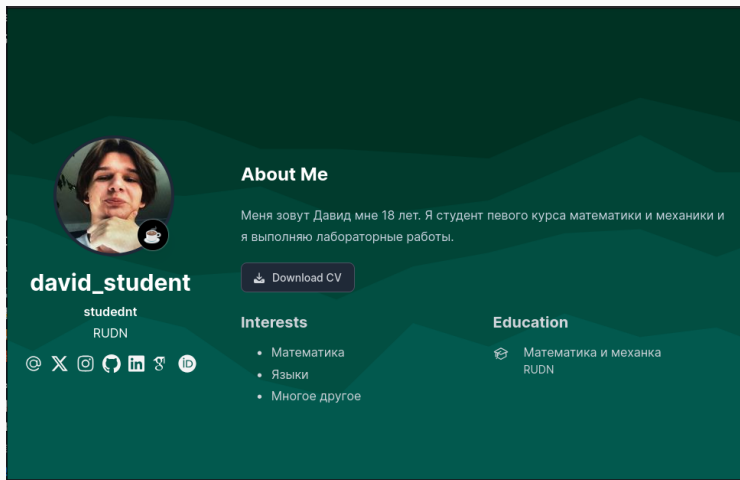 About Me
Меня зовут Давид мне 18 лет. Я студент певого курса математики и механики и
я выполняю лабораторные работы.
Download CV
david_student
studednt
RUDN
Interests
Математика
Языки
Многое другое
Education
Математика и механка
RUDN